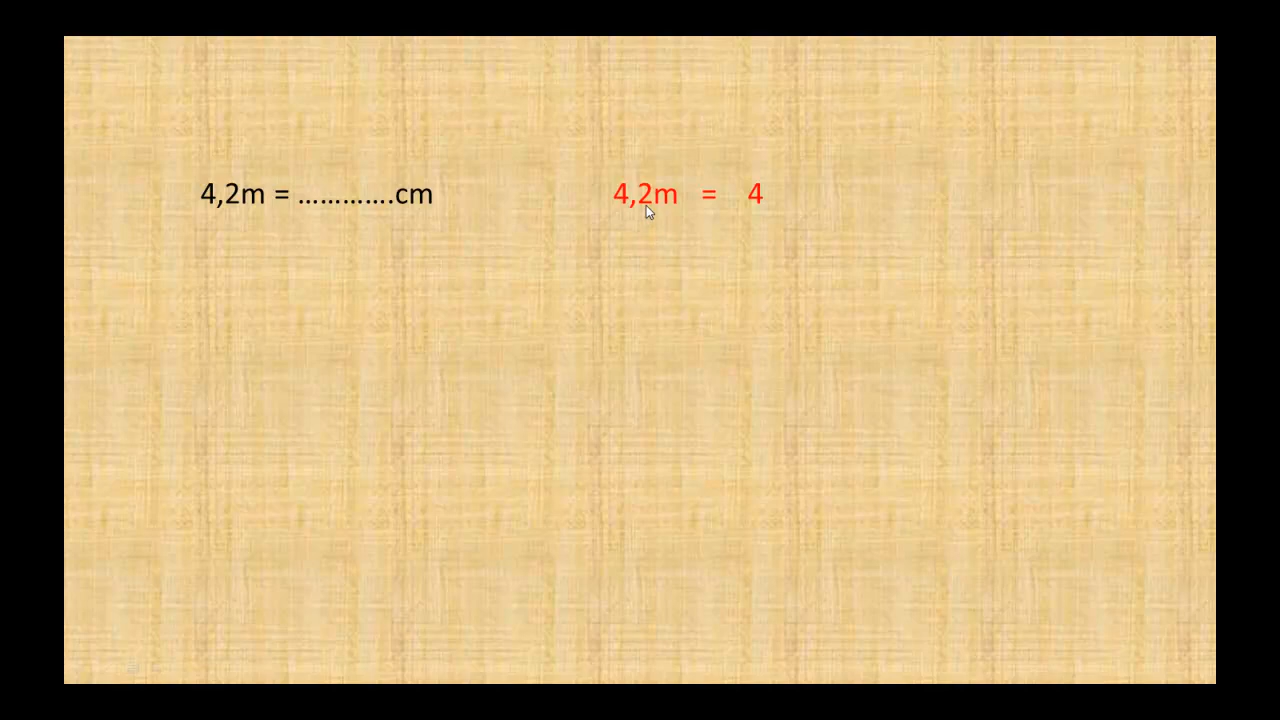 4,2m = ………….cm
4,2m = 4